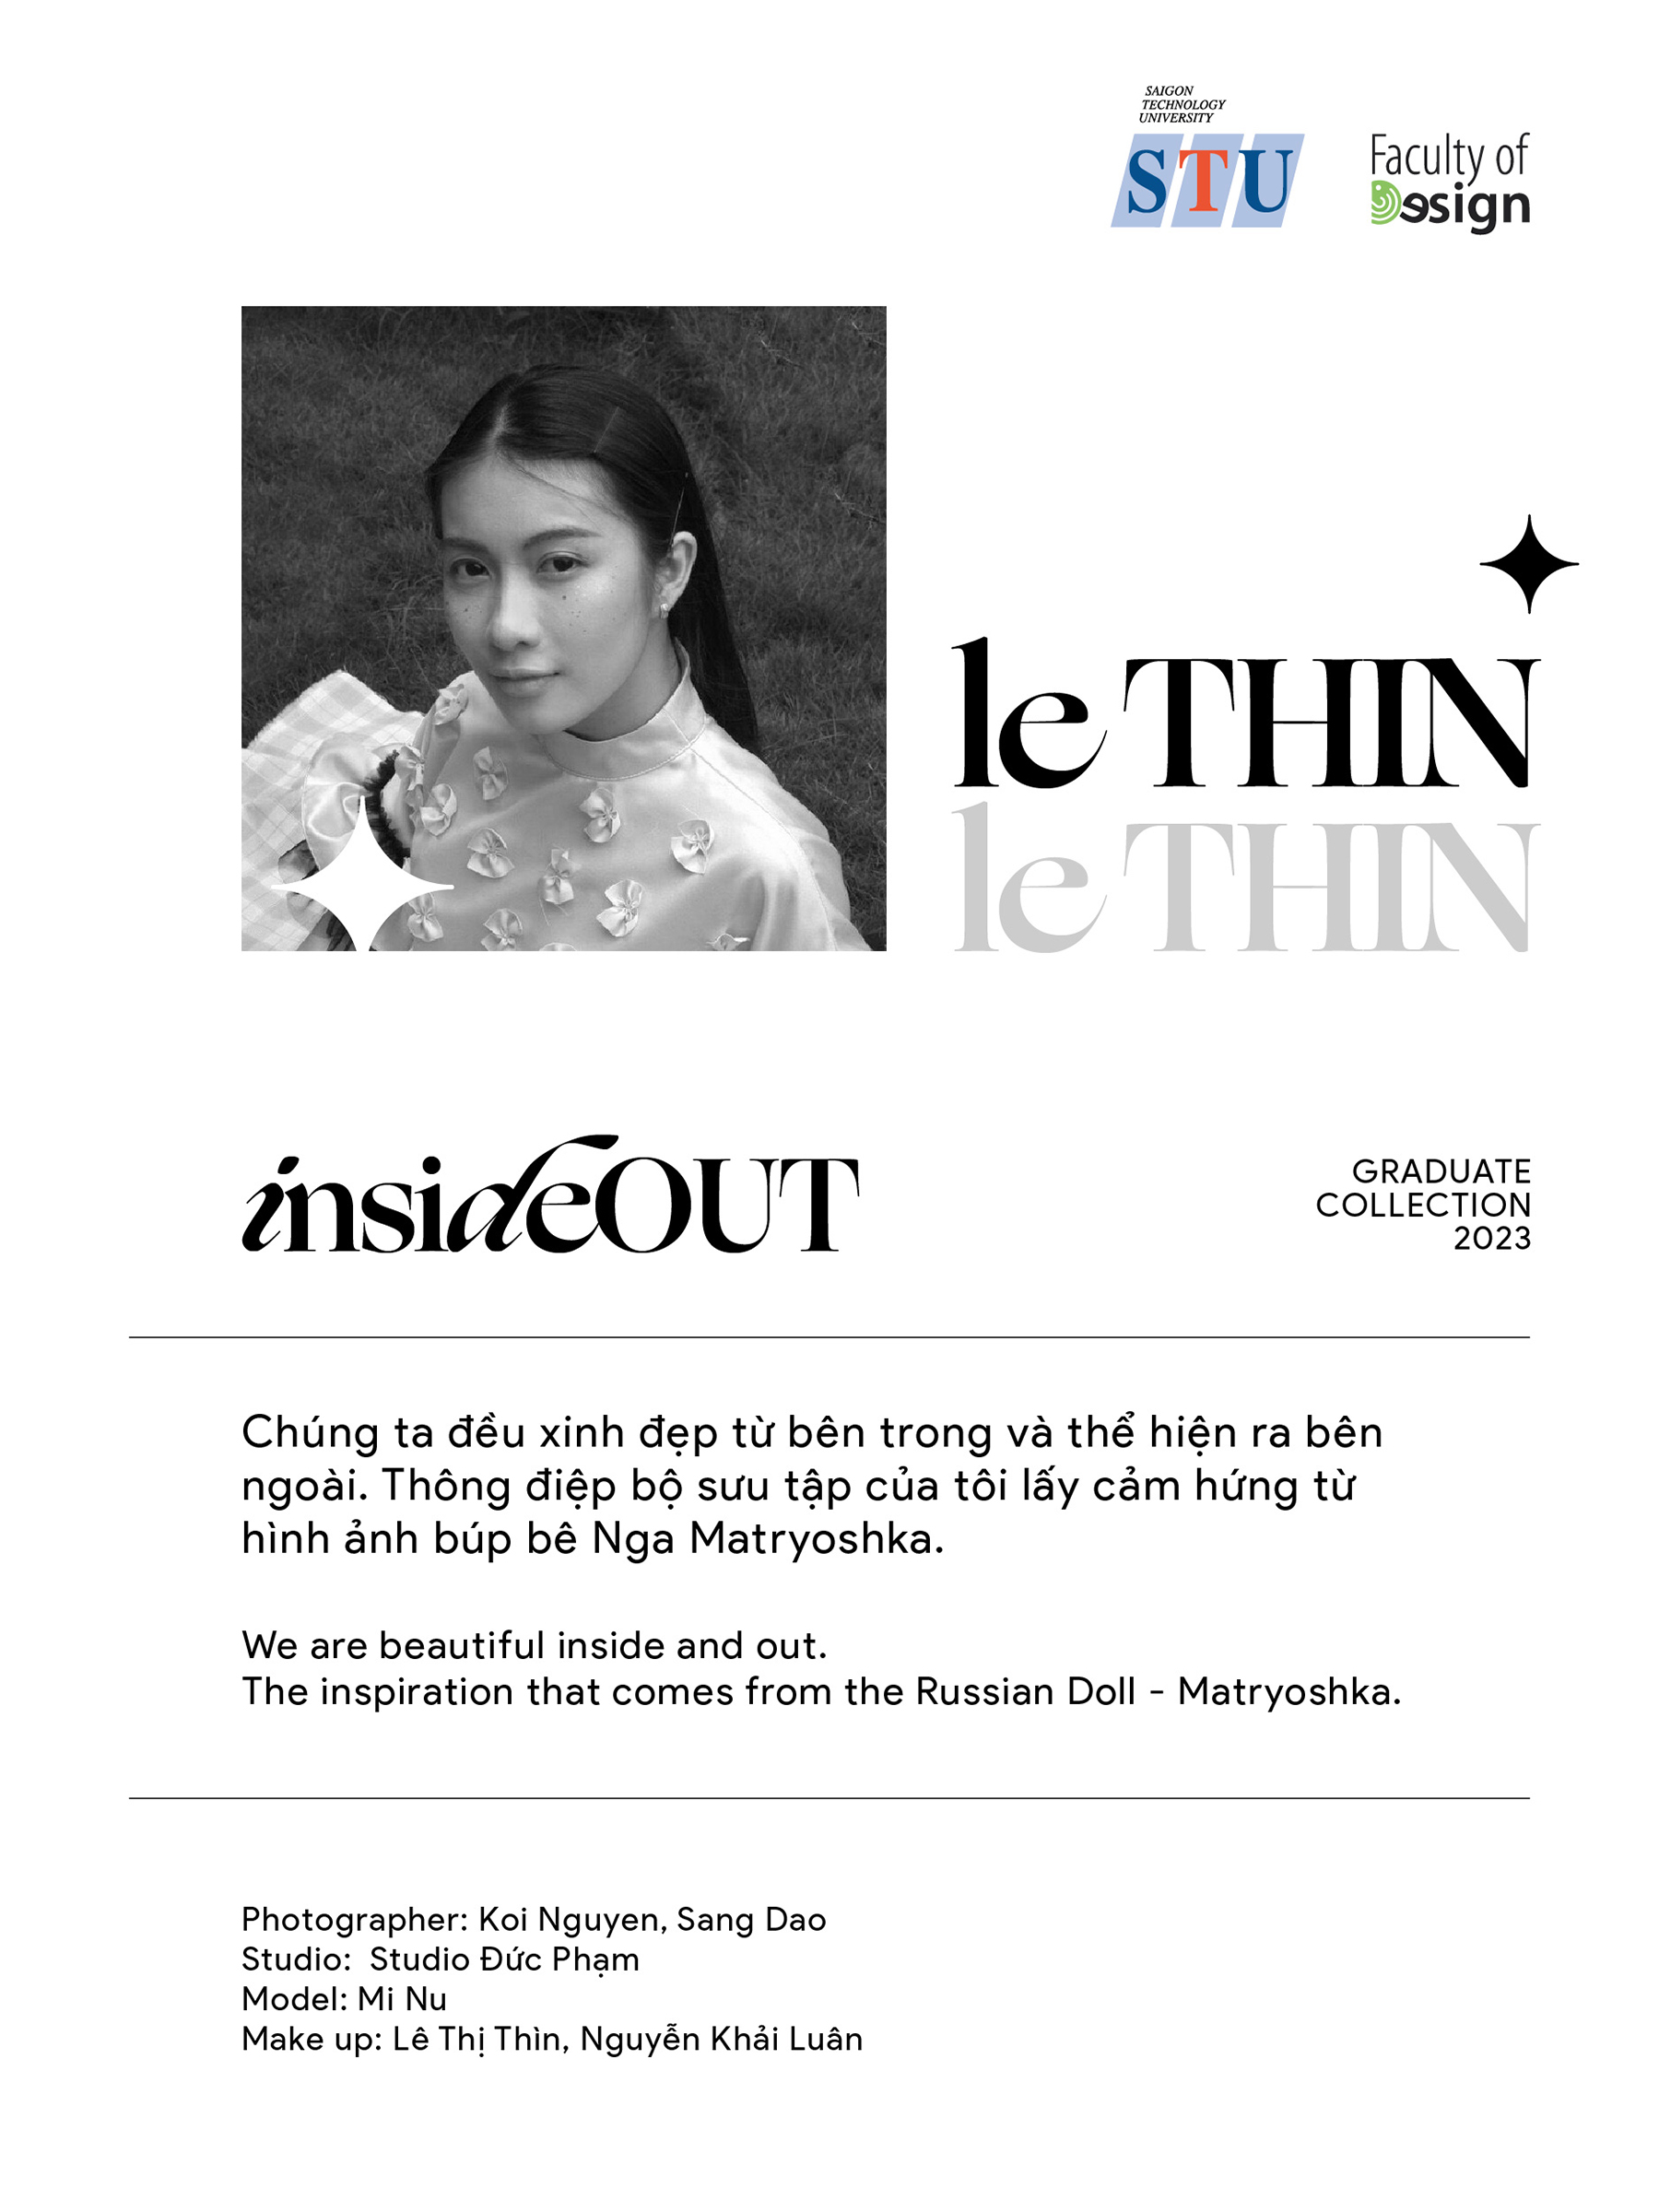 SAIGON
TECHNOLOGY
UNIVERSITY
STU
Faculty of
Design
le THIN
le THIN
insideOUT
GRADUATE
COLLECTION
2023
Chúng ta đều xinh đẹp từ bên trong và thể hiện ra bên
ngoài. Thông điệp bộ sưu tập của tôi lấy cảm hứng từ
hình ảnh búp bê Nga Matryoshka.
We are beautiful inside and out.
The inspiration that comes from the Russian Doll - Matryoshka.
Photographer: Koi Nguyen, Sang Dao
Studio:  Studio Đức Phạm
Model: Mi Nu
Make up: Lê Thị Thìn, Nguyễn Khải Luân